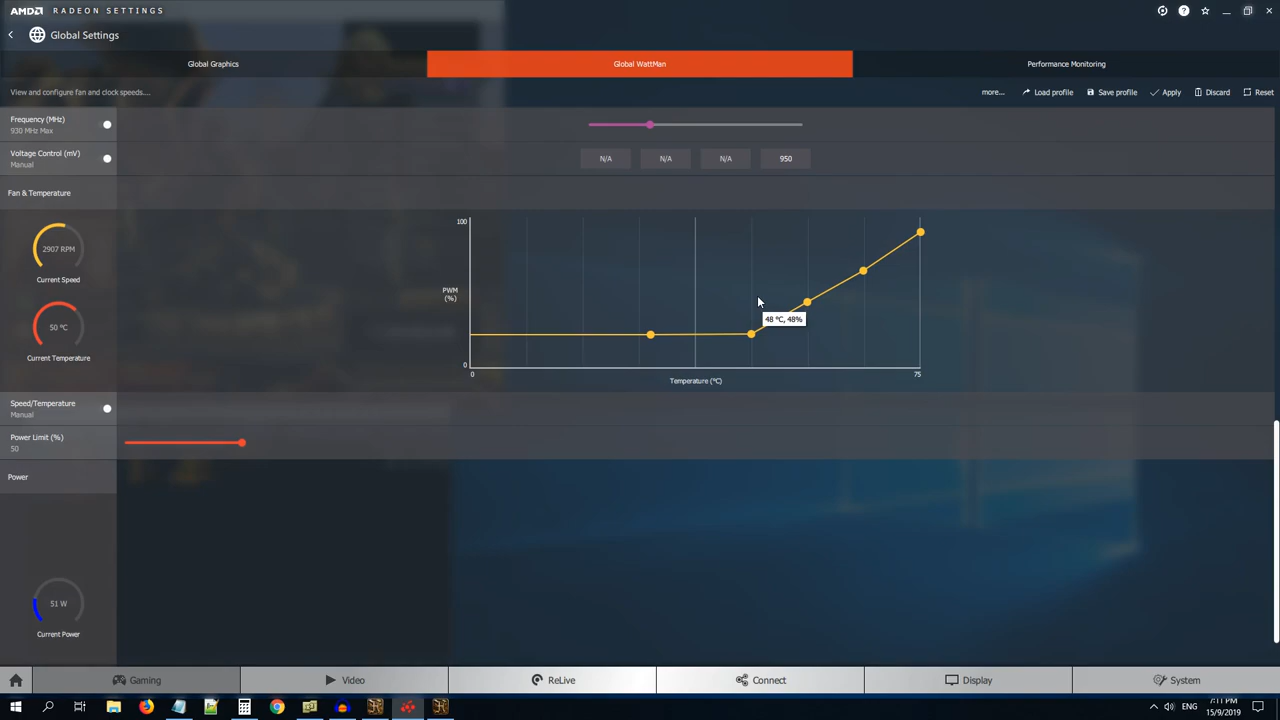 AMD RADEON SETTINGS
Global Settings
Global Graphics Global WattMan Performance Monitoring
View and configure fan and clock speeds.... more... Load profile Save profile Apply Discard Reset
Frequency (MHz)
930 MHz Max
Voltage Control (mV)
Manual
N/A N/A N/A 950
Fan & Temperature
2907 RPM
Current Speed
50 °C
Current Temperature
100
PWM
(%)
0
48 °C, 48%
0 75
Temperature (°C)
Speed/Temperature
Manual
Power Limit (%)
50
Power
51 W
Current Power
Gaming Video ReLive Connect Display System
ENG 7:11 PM
15/9/2019